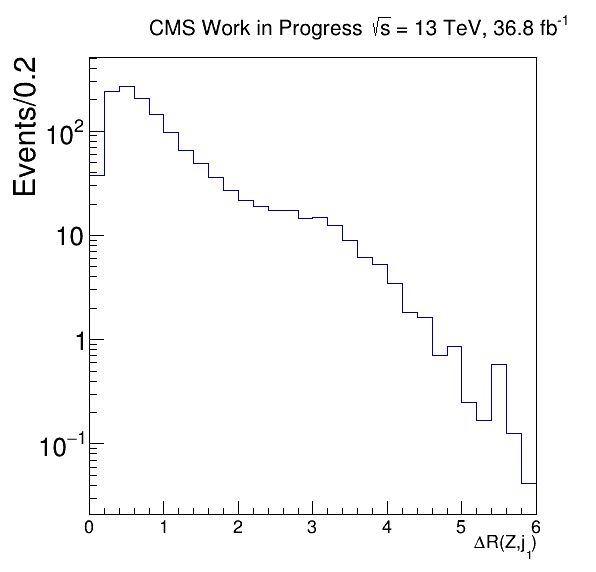 CMS Work in Progress √s = 13 TeV, 36.8 fb⁻¹
Events/0.2
10²
10
1
10⁻¹
0 1 2 3 4 5 6
ΔR(Z,j₁)